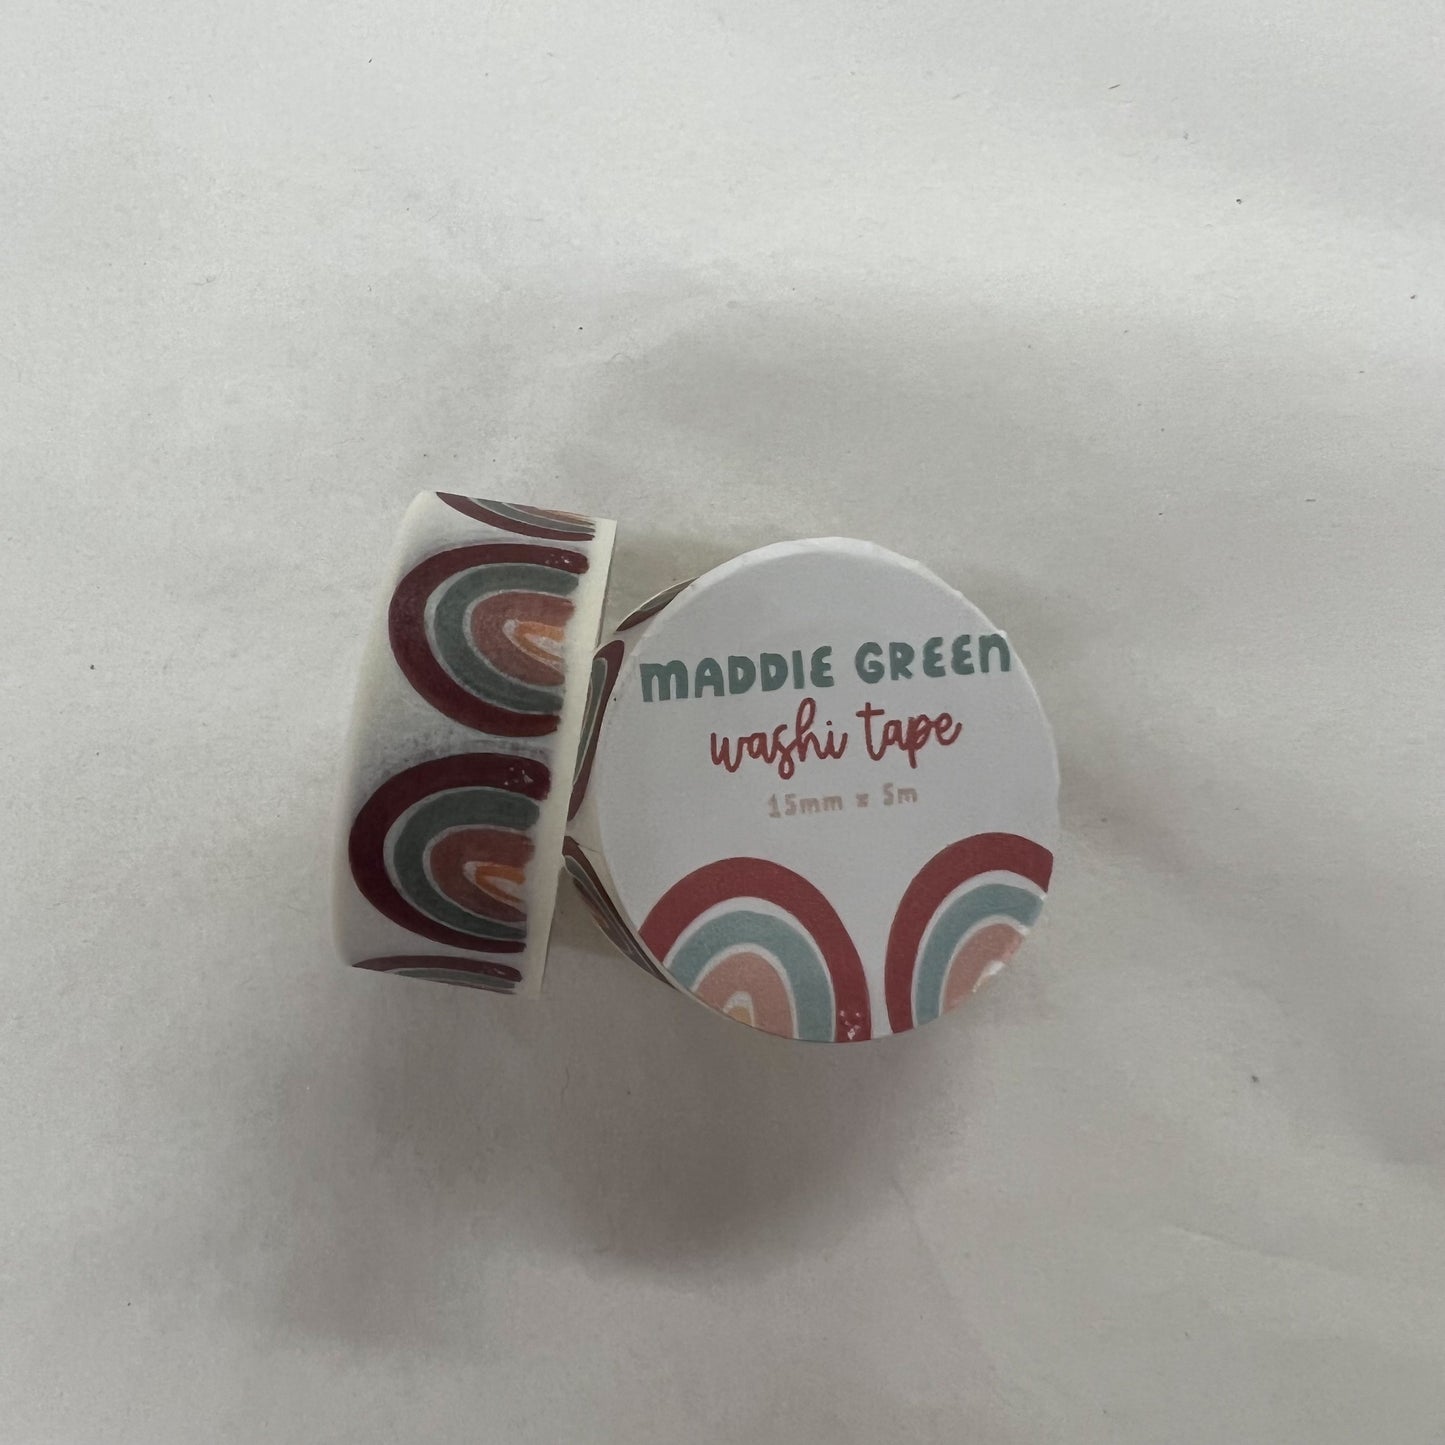 MADDIE GREEN
washi tape
15mm x 5m